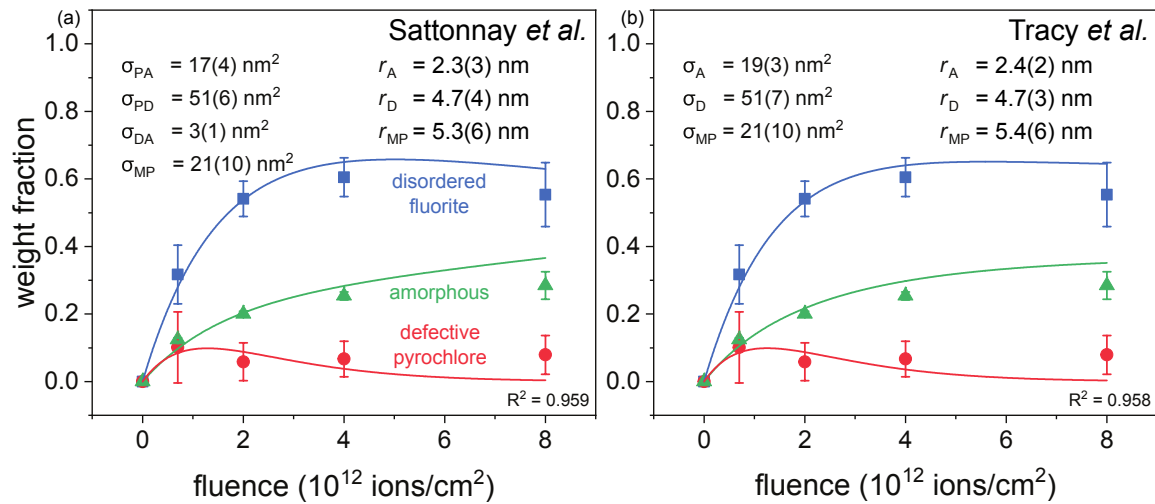 (a)
Sattonnay et al.
σPA = 17(4) nm²
σPD = 51(6) nm²
σDA = 3(1) nm²
σMP = 21(10) nm²
rA = 2.3(3) nm
rD = 4.7(4) nm
rMP = 5.3(6) nm
disordered
fluorite
amorphous
defective
pyrochlore
R² = 0.959
weight fraction
1.0
0.8
0.6
0.4
0.2
0.0
0
2
4
6
8
fluence (10¹² ions/cm²)
(b)
Tracy et al.
σA = 19(3) nm²
σD = 51(7) nm²
σMP = 21(10) nm²
rA = 2.4(2) nm
rD = 4.7(3) nm
rMP = 5.4(6) nm
disordered
fluorite
amorphous
defective
pyrochlore
R² = 0.958
1.0
0.8
0.6
0.4
0.2
0.0
0
2
4
6
8
fluence (10¹² ions/cm²)